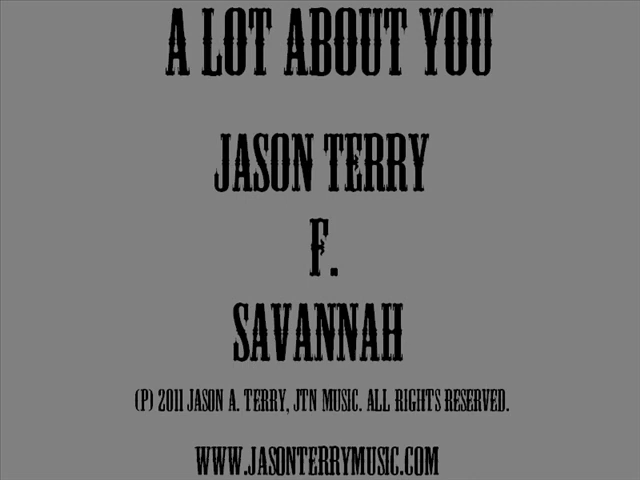 A LOT ABOUT YOU
JASON TERRY
F.
SAVANNAH
(P) 2011 JASON A. TERRY, JTN MUSIC. ALL RIGHTS RESERVED.
WWW.JASONTERRYMUSIC.COM